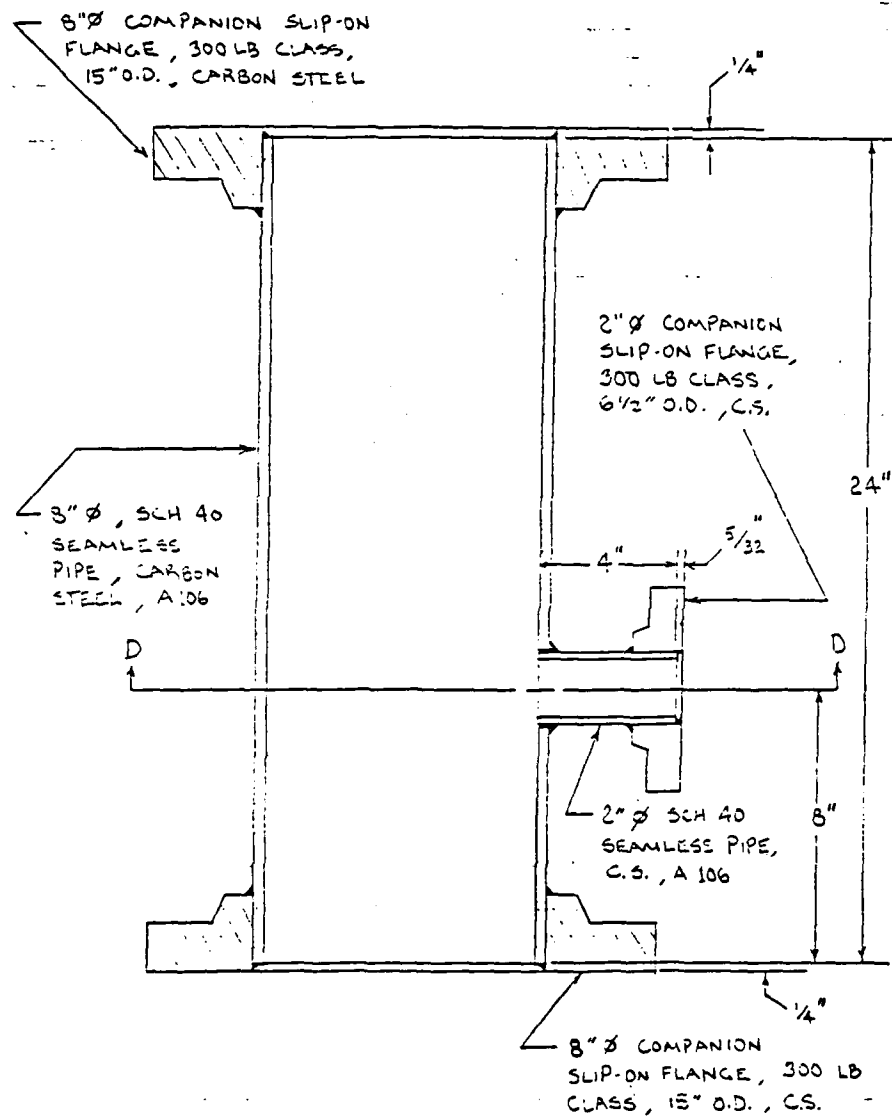 8"Ø COMPANION SLIP-ON
FLANGE, 300 LB CLASS,
15" O.D., CARBON STEEL
1/4"
2"Ø COMPANION
SLIP-ON FLANGE,
300 LB CLASS,
6 1/2" O.D., C.S.
24"
8"Ø, SCH 40
SEAMLESS
PIPE, CARBON
STEEL, A106
4"
5/32"
D
D
2"Ø SCH 40
SEAMLESS PIPE,
C.S., A 106
8"
1/4"
8"Ø COMPANION
SLIP-ON FLANGE, 300 LB
CLASS, 15" O.D., C.S.